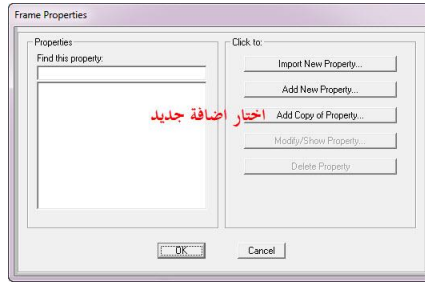 Frame Properties
Properties
Find this property:
Click to:
Import New Property...
Add New Property...
Add Copy of Property...
Modify/Show Property...
Delete Property
اختار اضافة جديد
OK
Cancel